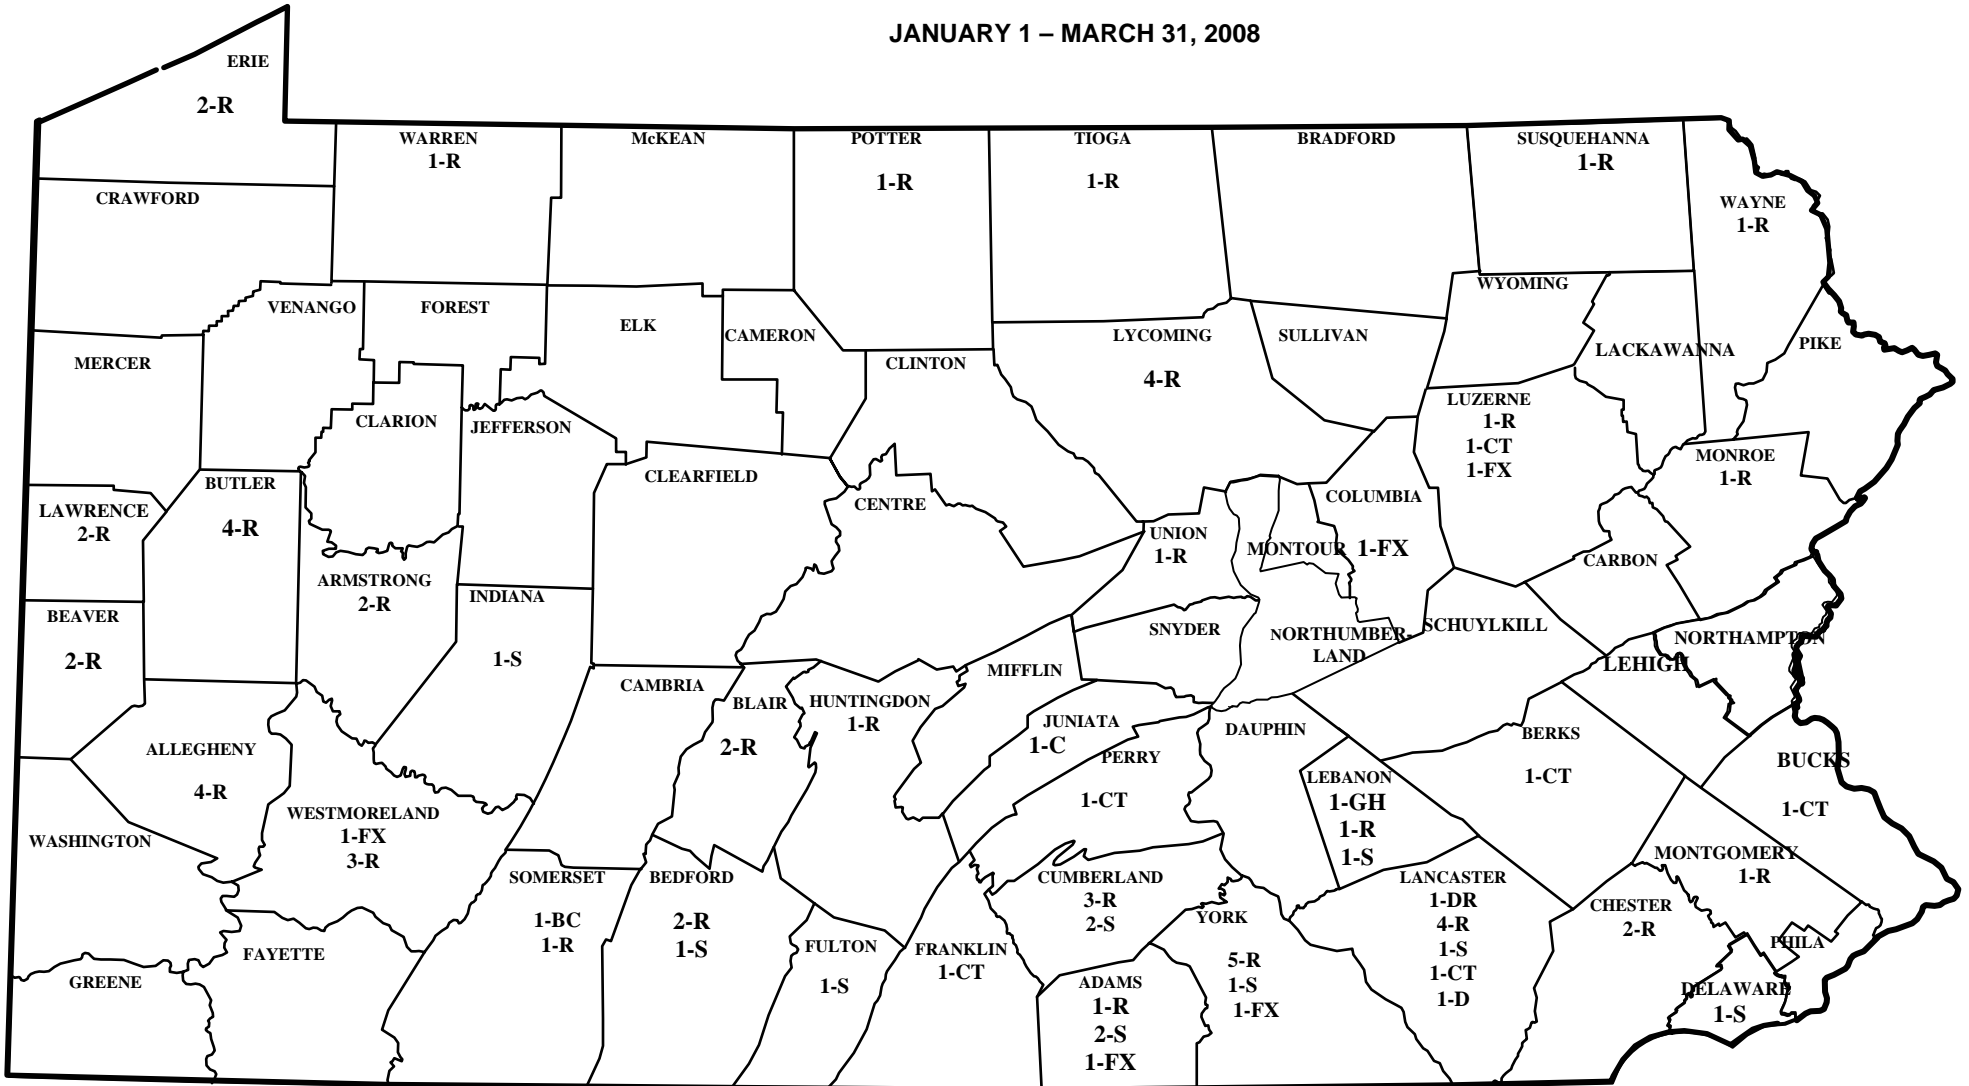 JANUARY 1 – MARCH 31, 2008
ERIE
2-R
WARREN
1-R
McKEAN
POTTER
1-R
TIOGA
1-R
BRADFORD
SUSQUEHANNA
1-R
WAYNE
1-R
CRAWFORD
VENANGO
FOREST
ELK
CAMERON
CLINTON
LYCOMING
4-R
SULLIVAN
WYOMING
LACKAWANNA
PIKE
MERCER
CLARION
JEFFERSON
CLEARFIELD
CENTRE
LUZERNE
1-R
1-CT
1-FX
MONROE
1-R
LAWRENCE
2-R
BUTLER
4-R
ARMSTRONG
2-R
INDIANA
1-S
UNION
1-R
MONTOUR
COLUMBIA
1-FX
CARBON
BEAVER
2-R
SNYDER
NORTHUMBER-
LAND
SCHUYLKILL
LEHIGH
NORTHAMPTON
CAMBRIA
BLAIR
2-R
HUNTINGDON
1-R
MIFFLIN
JUNIATA
1-C
PERRY
1-CT
DAUPHIN
LEBANON
1-GH
1-R
1-S
BERKS
1-CT
BUCKS
1-CT
ALLEGHENY
4-R
WESTMORELAND
1-FX
3-R
WASHINGTON
SOMERSET
1-BC
1-R
BEDFORD
2-R
1-S
FULTON
1-S
FRANKLIN
1-CT
CUMBERLAND
3-R
2-S
YORK
5-R
1-S
1-FX
ADAMS
1-R
2-S
1-FX
LANCASTER
1-DR
4-R
1-S
1-CT
1-D
CHESTER
2-R
MONTGOMERY
1-R
PHILA
DELAWARE
1-S
GREENE
FAYETTE